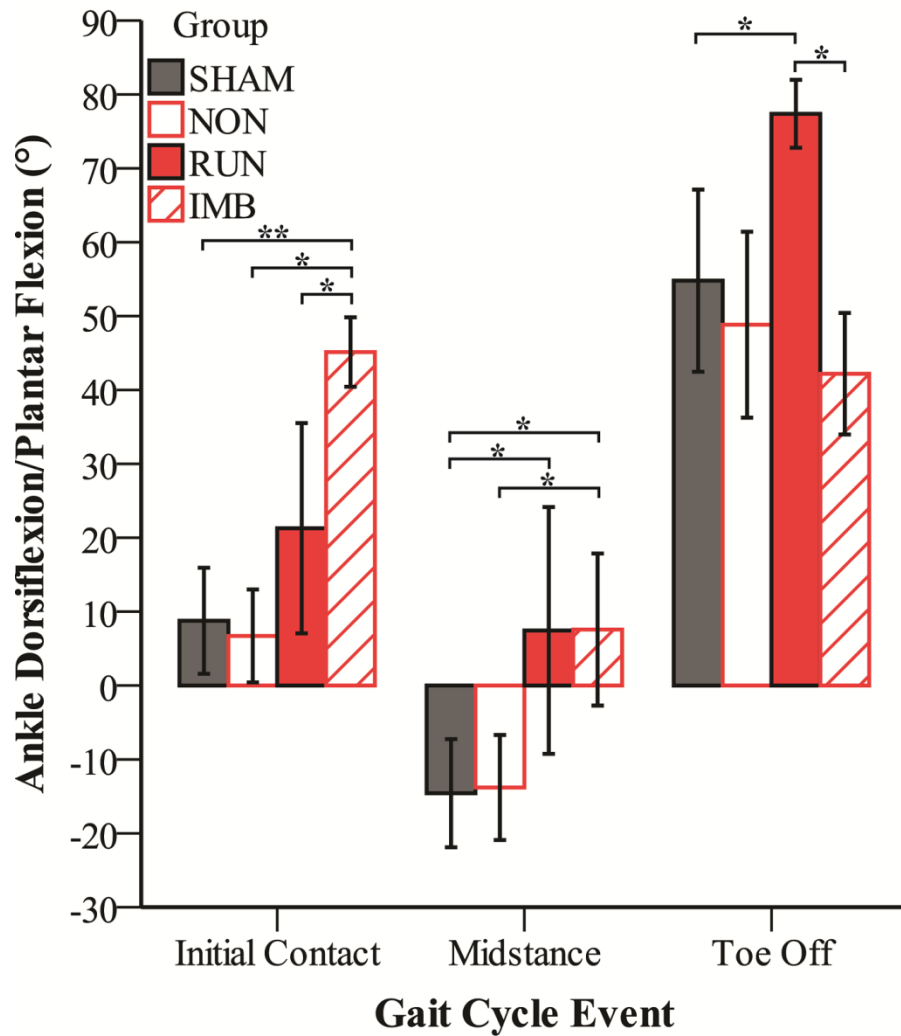 Group
SHAM
NON
RUN
IMB
90
80
70
60
50
40
30
20
10
0
-10
-20
-30
Ankle Dorsiflexion/Plantar Flexion (°)
**
*
*
*
*
*
*
*
Initial Contact
Midstance
Toe Off
Gait Cycle Event